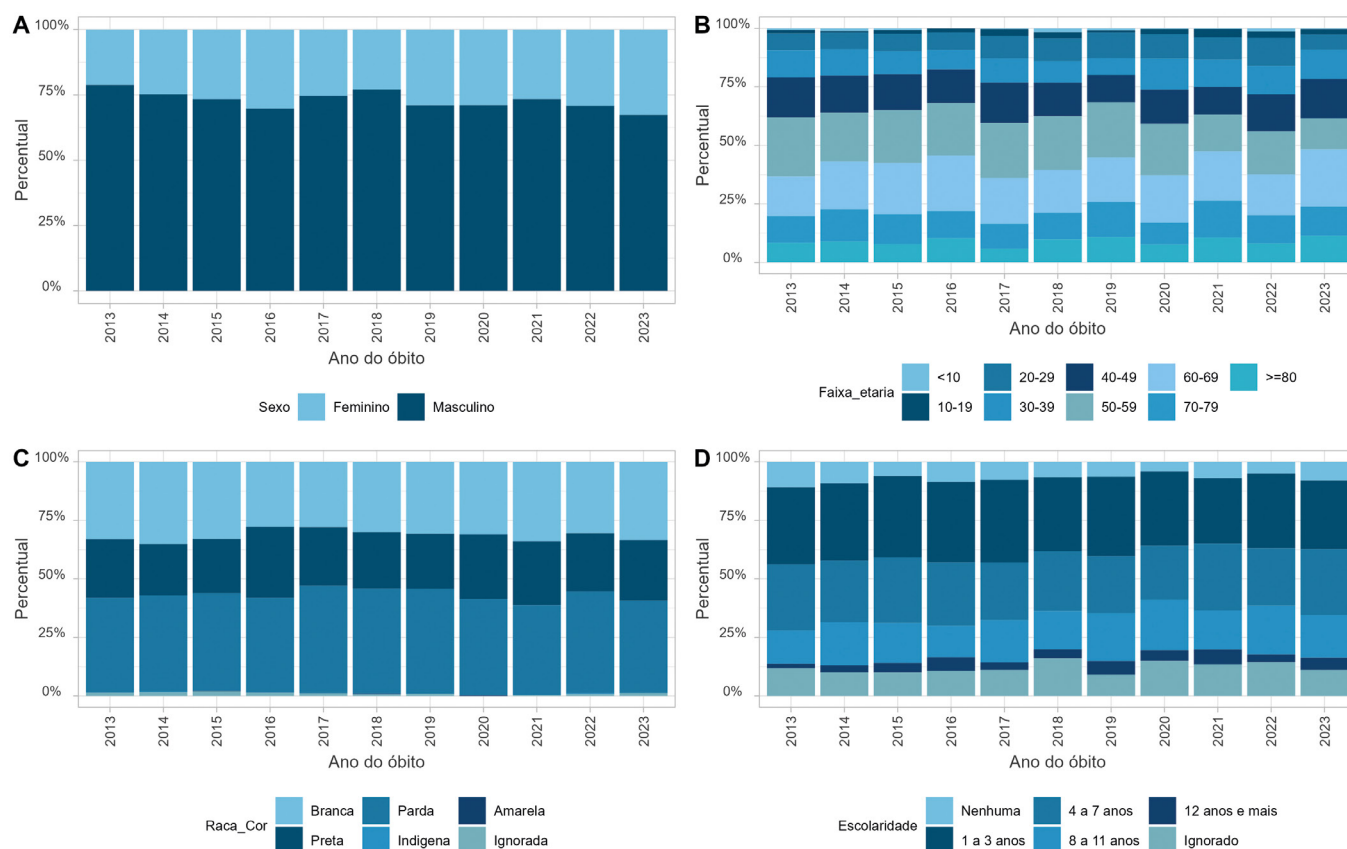 A
Percentual
100%
75%
50%
25%
0%
2013 2014 2015 2016 2017 2018 2019 2020 2021 2022 2023
Ano do óbito
Sexo Feminino Masculino
B
Percentual
100%
75%
50%
25%
0%
2013 2014 2015 2016 2017 2018 2019 2020 2021 2022 2023
Ano do óbito
Faixa_etaria
<10 20-29 40-49 60-69 >=80
10-19 30-39 50-59 70-79
C
Percentual
100%
75%
50%
25%
0%
2013 2014 2015 2016 2017 2018 2019 2020 2021 2022 2023
Ano do óbito
Raca_Cor
Branca Parda Amarela
Preta Indigena Ignorada
D
Percentual
100%
75%
50%
25%
0%
2013 2014 2015 2016 2017 2018 2019 2020 2021 2022 2023
Ano do óbito
Escolaridade
Nenhuma 4 a 7 anos 12 anos e mais
1 a 3 anos 8 a 11 anos Ignorado